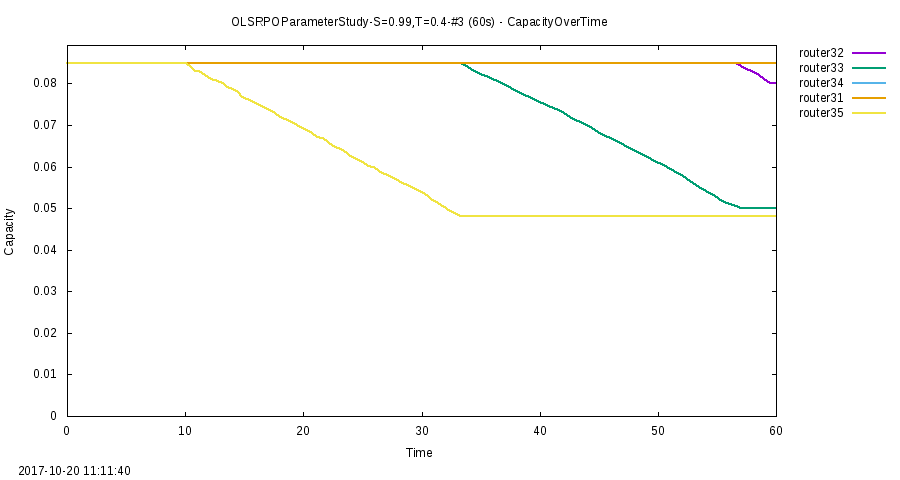 OLSRPOParameterStudy-S=0.99,T=0.4-#3 (60s) - CapacityOverTime
router32
router33
router34
router31
router35
0.08
0.07
0.06
0.05
0.04
0.03
0.02
0.01
0
Capacity
0 10 20 30 40 50 60
Time
2017-10-20 11:11:40